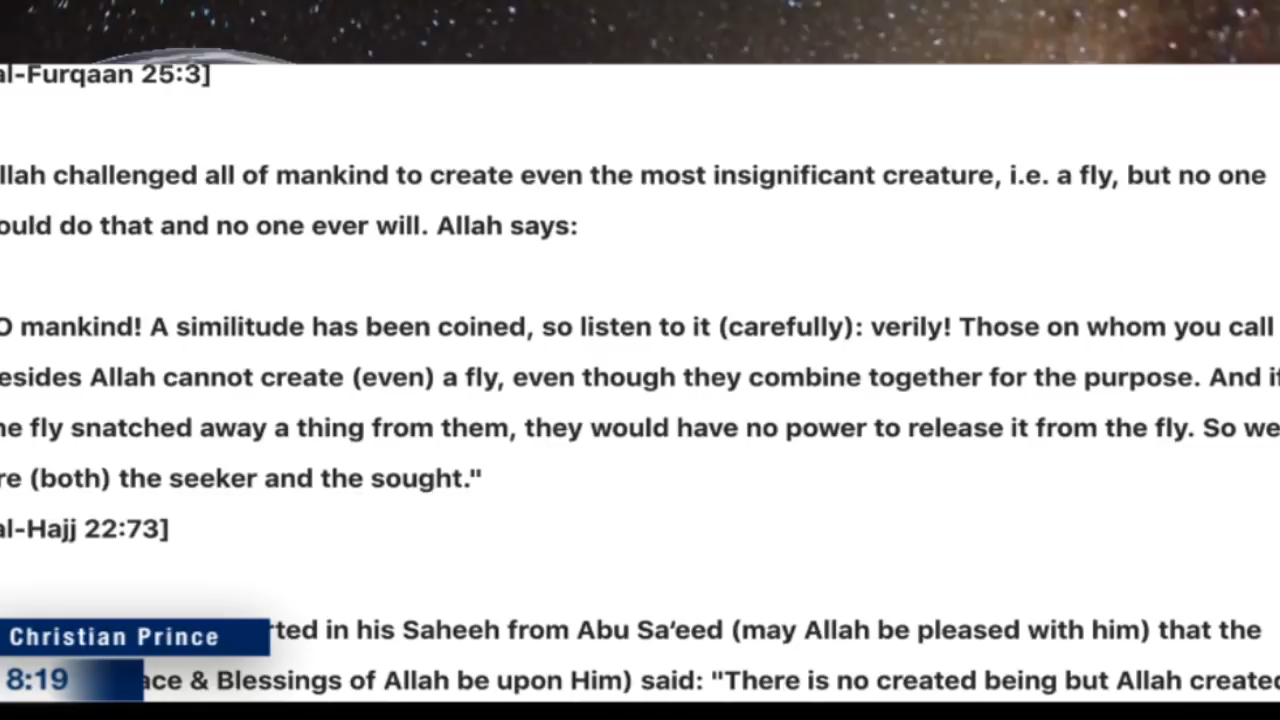 al-Furqaan 25:3]
llah challenged all of mankind to create even the most insignificant creature, i.e. a fly, but no one
ould do that and no one ever will. Allah says:
O mankind! A similitude has been coined, so listen to it (carefully): verily! Those on whom you call
esides Allah cannot create (even) a fly, even though they combine together for the purpose. And if
he fly snatched away a thing from them, they would have no power to release it from the fly. So we
re (both) the seeker and the sought."
al-Hajj 22:73]
rted in his Saheeh from Abu Sa'eed (may Allah be pleased with him) that the
ace & Blessings of Allah be upon Him) said: "There is no created being but Allah created
Christian Prince
8:19